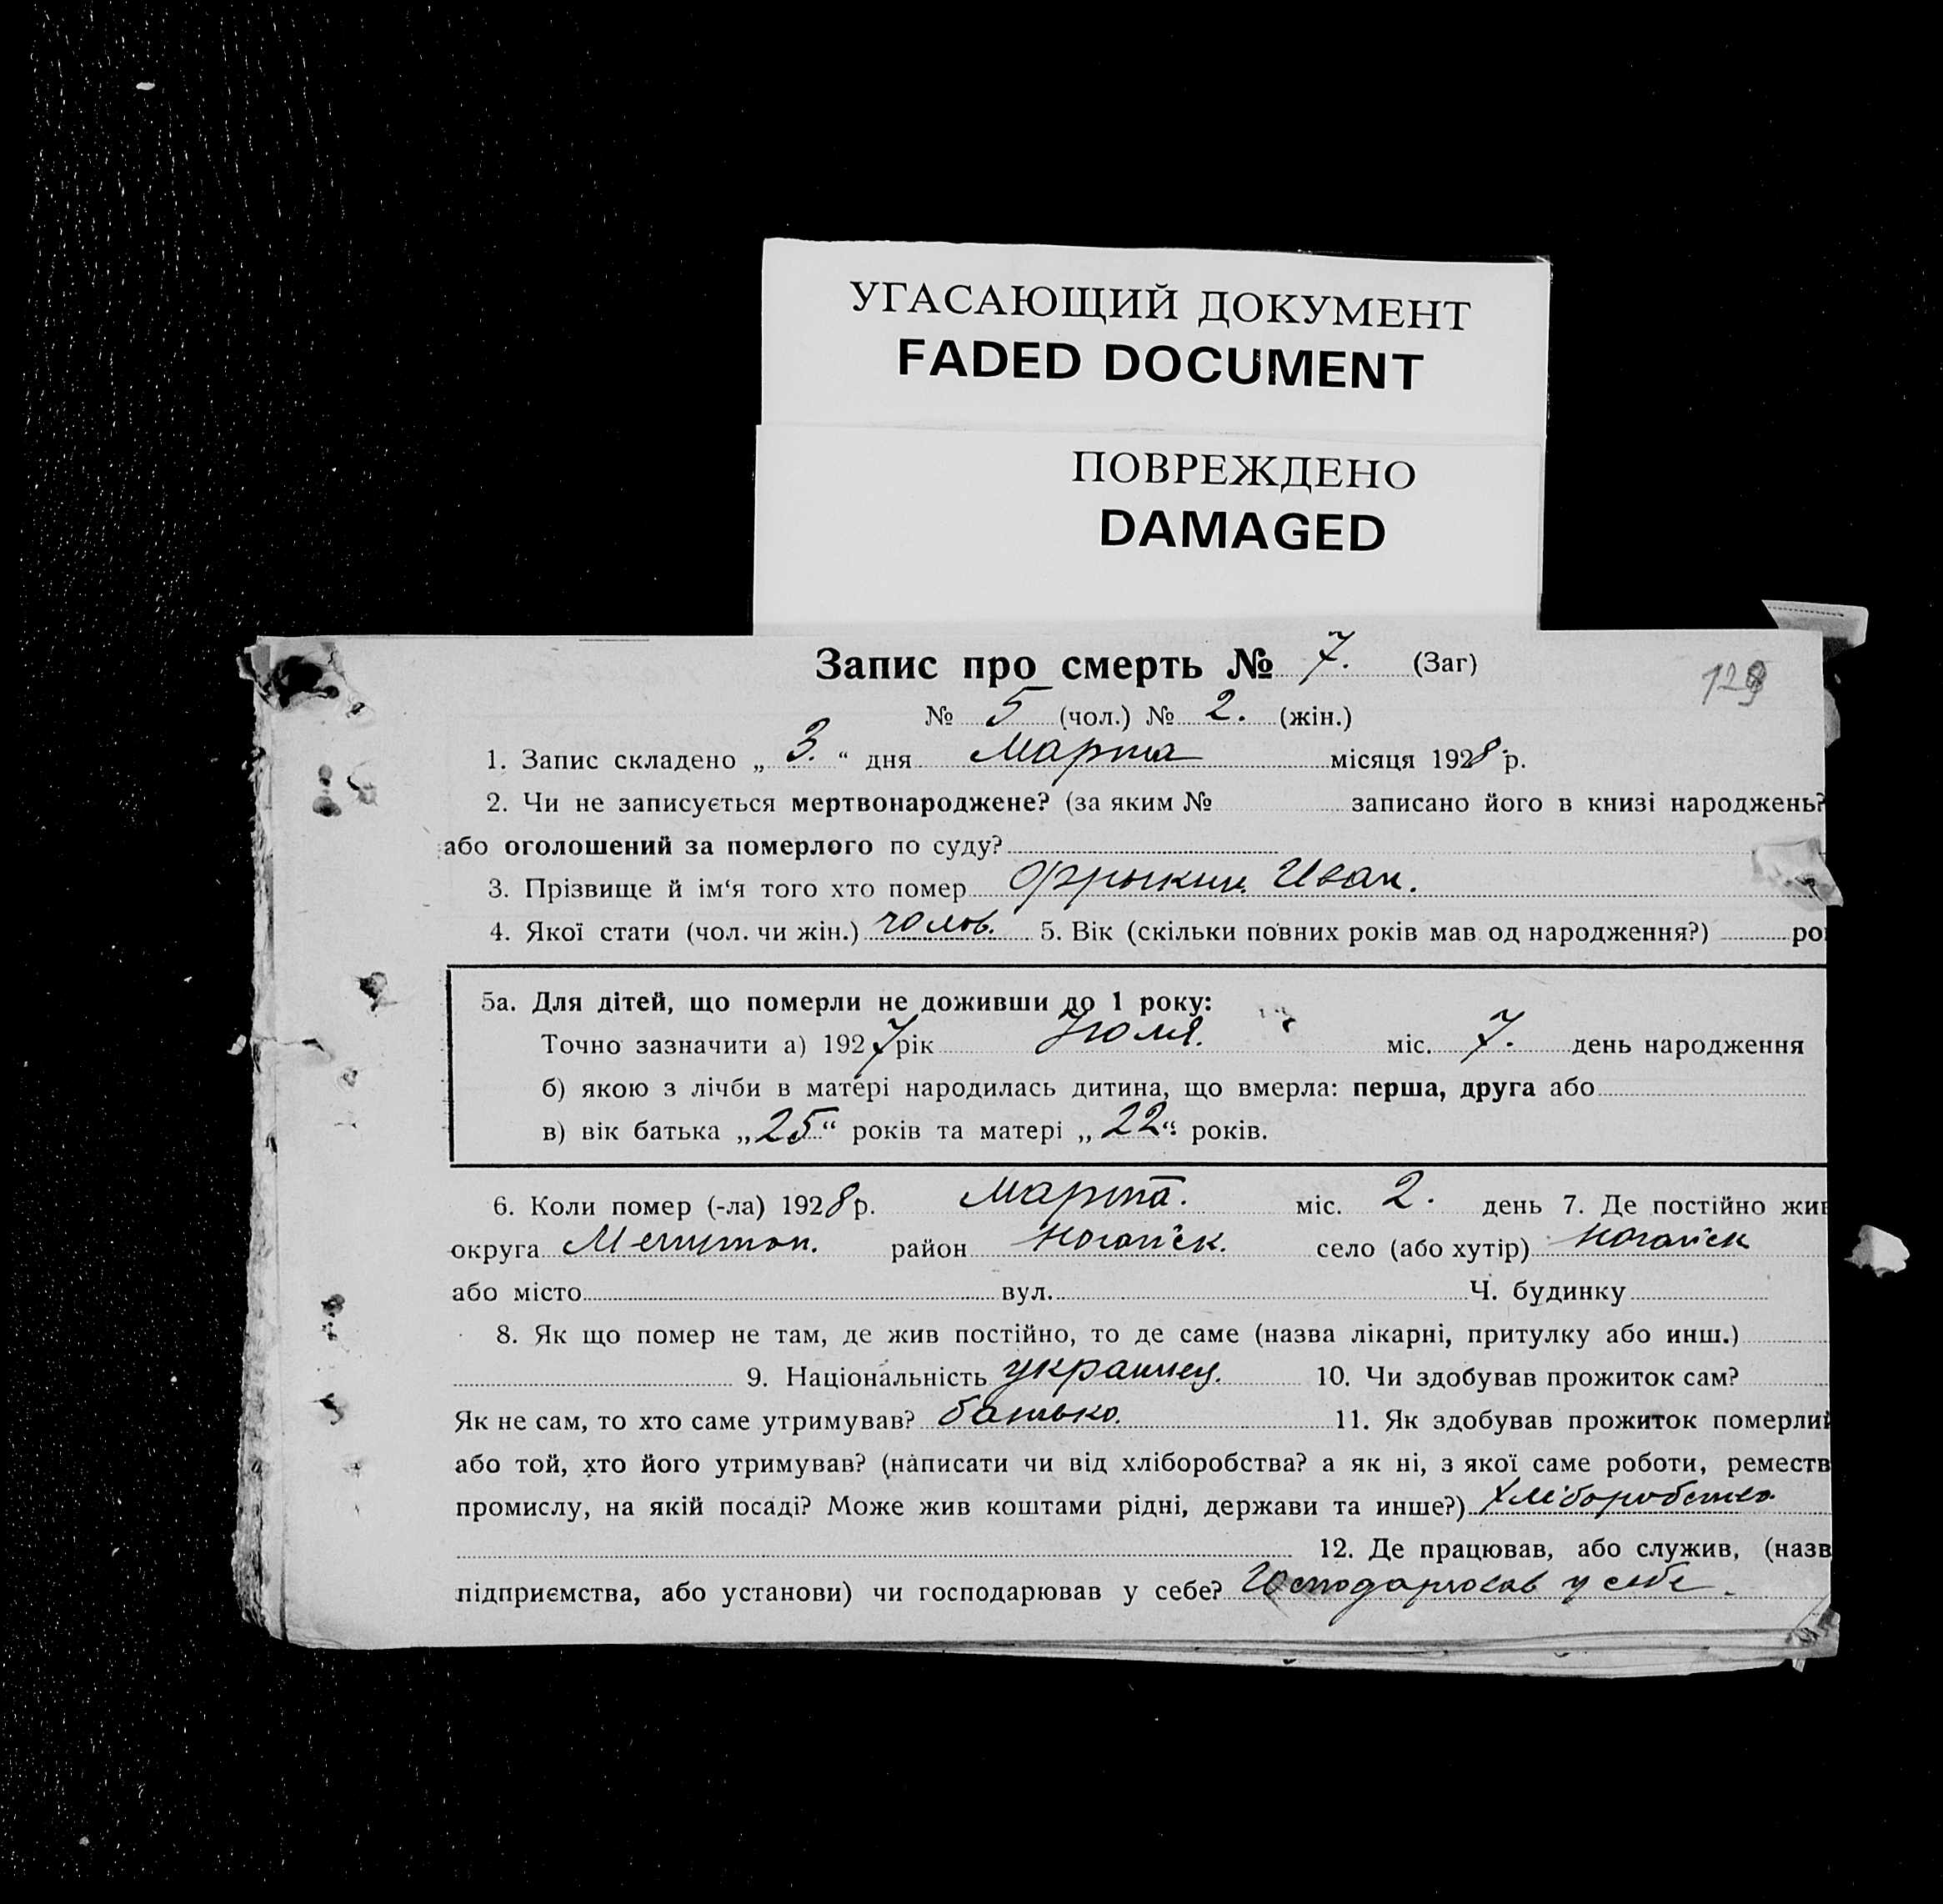 УГАСАЮЩИЙ ДОКУМЕНТ
FADED DOCUMENT
ПОВРЕЖДЕНО
DAMAGED
Запис про смерть № 7. (Заг)
129
№ 5 (чол.) № 2. (жін.)
1. Запис складено „ 3. “ дня Марта місяця 1928 р.
2. Чи не записується мертвонароджене? (за яким № записано його в книзі народжень?
або оголошений за померлого по суду?
3. Прізвище й ім‘я того хто помер Иван.
4. Якої стати (чол. чи жін.) чолов. 5. Вік (скільки повних років мав од народження?) ро
5а. Для дітей, що померли не доживши до 1 року:
Точно зазначити а) 1927 рік Июля. міс. 7. день народження
б) якою з лічби в матері народилась дитина, що вмерла: перша, друга або
в) вік батька „25“ років та матері „22“ років.
6. Коли помер (-ла) 1928 р. Марта. міс. 2. день 7. Де постійно жив
округа Мелитоп. район Ногайск. село (або хутір) Ногайск
або місто вул. Ч. будинку
8. Як що помер не там, де жив постійно, то де саме (назва лікарні, притулку або инш.)
9. Національність украинец. 10. Чи здобував прожиток сам?
Як не сам, то хто саме утримував? батько. 11. Як здобував прожиток померлий
або той, хто його утримував? (написати чи від хліборобства? а як ні, з якої саме роботи, реместв
промислу, на якій посаді? Може жив коштами рідні, держави та инше?) хліборобство.
12. Де працював, або служив, (назв
підприємства, або установи) чи господарював у себе? Господарював у себе.